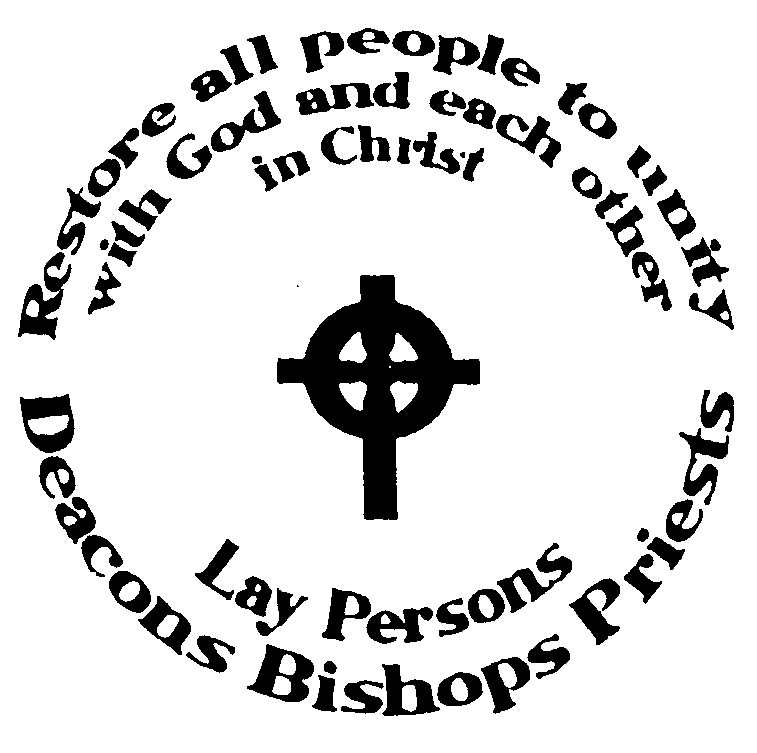 Restore all people to unity
with God and each other
in Christ
Lay Persons
Deacons Bishops Priests